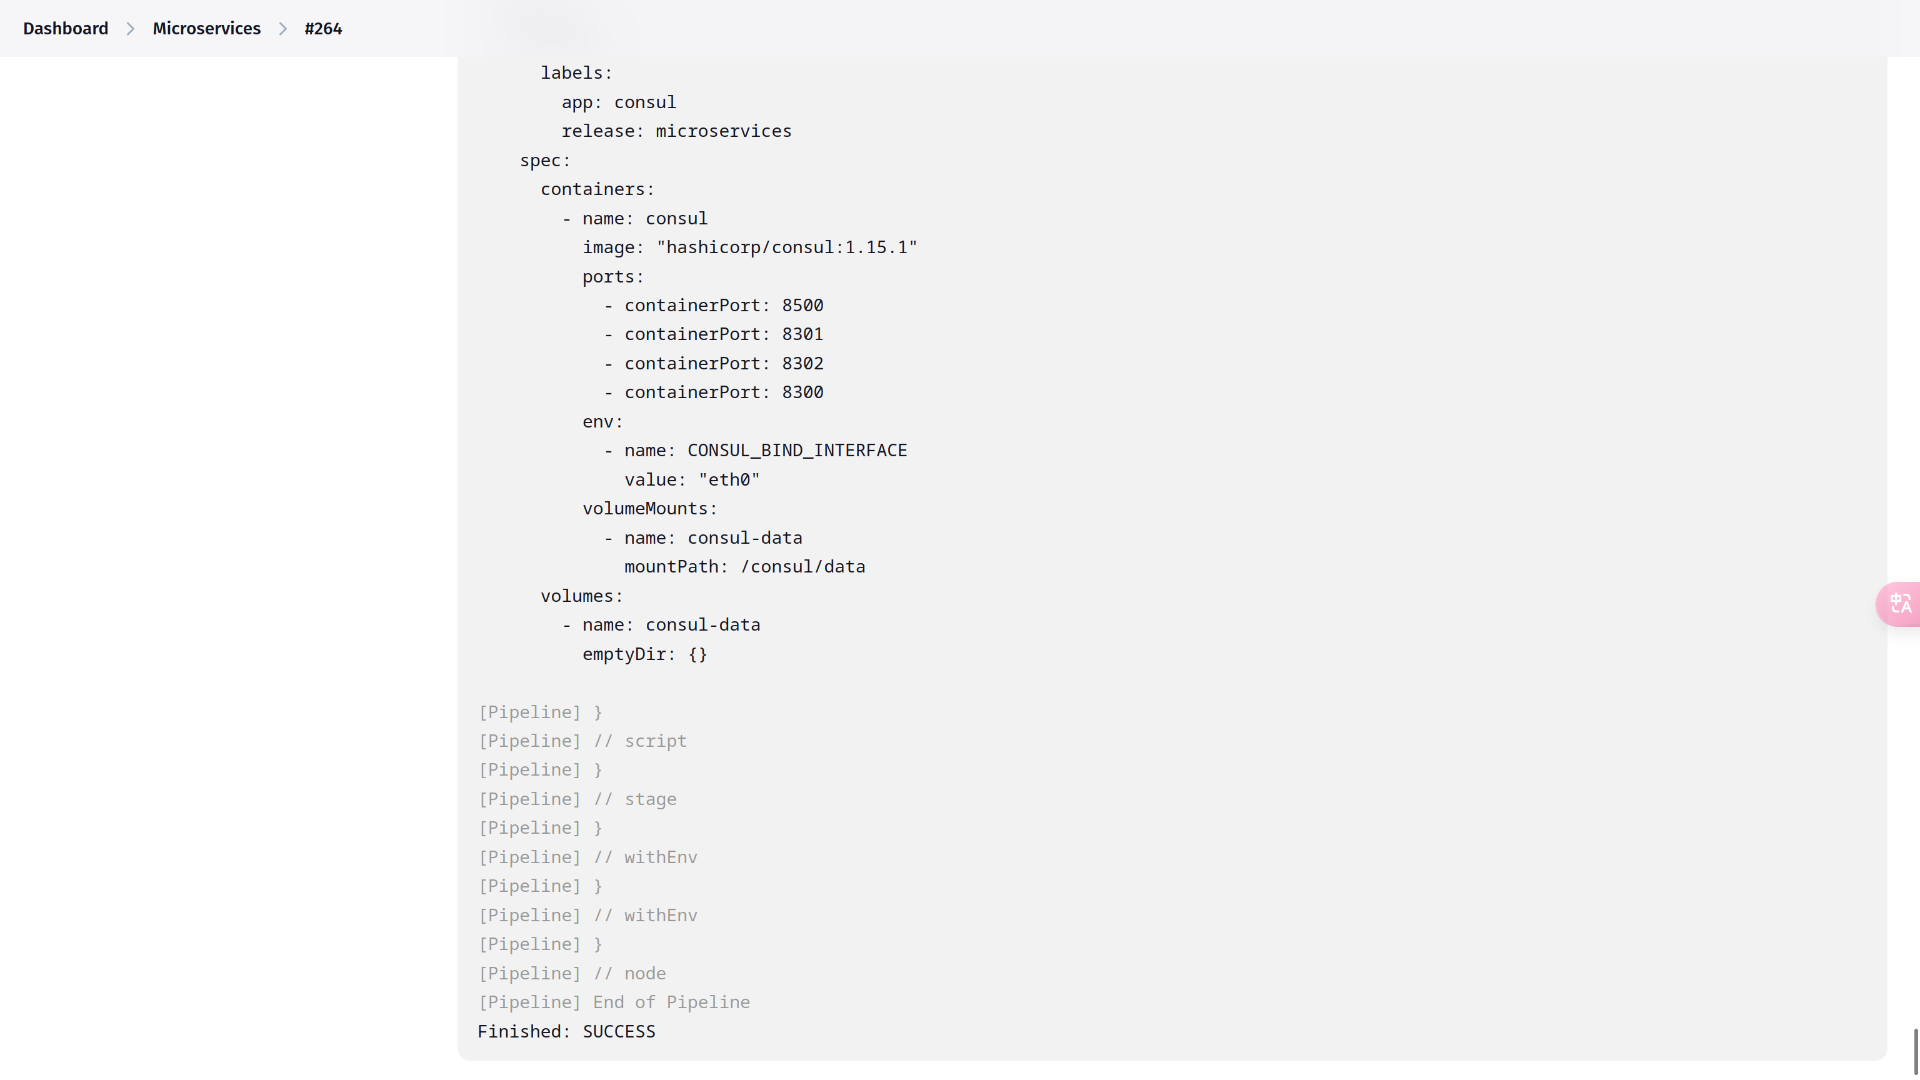 Dashboard > Microservices > #264
      labels:
        app: consul
        release: microservices
    spec:
      containers:
        - name: consul
          image: "hashicorp/consul:1.15.1"
          ports:
            - containerPort: 8500
            - containerPort: 8301
            - containerPort: 8302
            - containerPort: 8300
          env:
            - name: CONSUL_BIND_INTERFACE
              value: "eth0"
          volumeMounts:
            - name: consul-data
              mountPath: /consul/data
      volumes:
        - name: consul-data
          emptyDir: {}
[Pipeline] }
[Pipeline] // script
[Pipeline] }
[Pipeline] // stage
[Pipeline] }
[Pipeline] // withEnv
[Pipeline] }
[Pipeline] // withEnv
[Pipeline] }
[Pipeline] // node
[Pipeline] End of Pipeline
Finished: SUCCESS